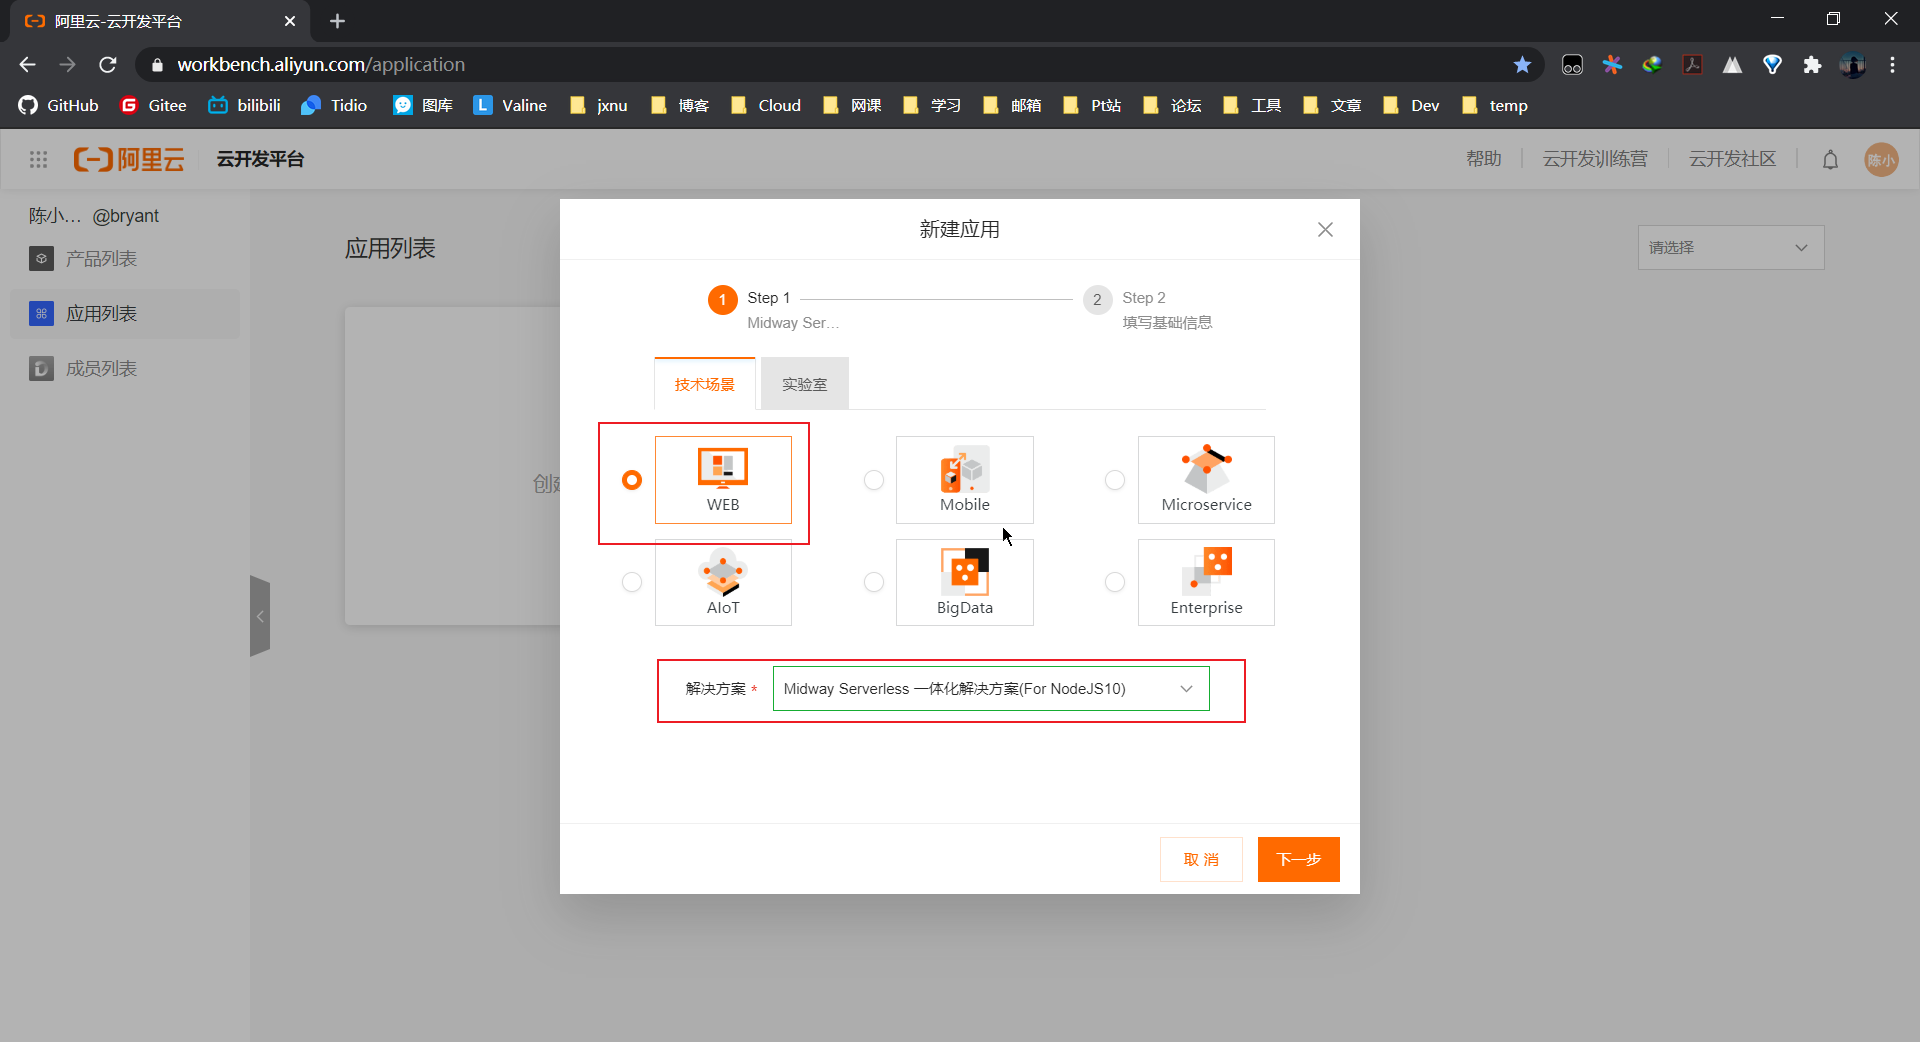 阿里云-云开发平台
workbench.aliyun.com/application
GitHub Gitee bilibili Tidio 图库 L Valine jxnu 博客 Cloud 网课 学习 邮箱 Pt站 论坛 工具 文章 Dev temp
阿里云 云开发平台 帮助 云开发训练营 云开发社区 陈小
陈小... @bryant
产品列表
应用列表
成员列表
应用列表
请选择
新建应用
1 Step 1
Midway Ser...
2 Step 2
填写基础信息
技术场景 实验室
WEB Mobile Microservice
AIoT BigData Enterprise
解决方案 * Midway Serverless 一体化解决方案(For NodeJS10)
取 消 下一步